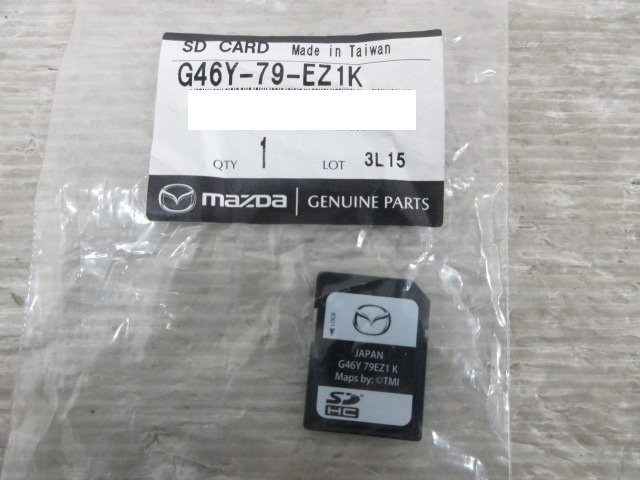 SD CARD Made in Taiwan
G46Y-79-EZ1K
QTY 1 LOT 3L15
mazda GENUINE PARTS
LOCK
JAPAN
G46Y 79EZ1 K
Maps by: ©TMI
SD
HC